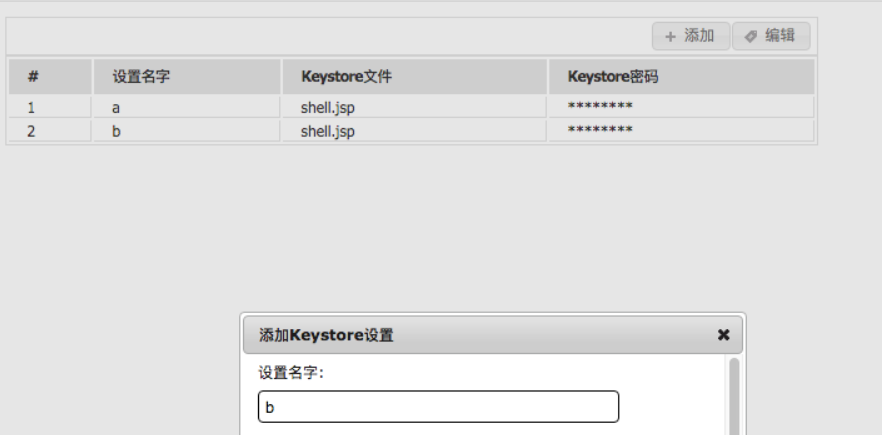 添加 编辑
# 设置名字 Keystore文件 Keystore密码
1 a shell.jsp ********
2 b shell.jsp ********
添加Keystore设置
设置名字:
b